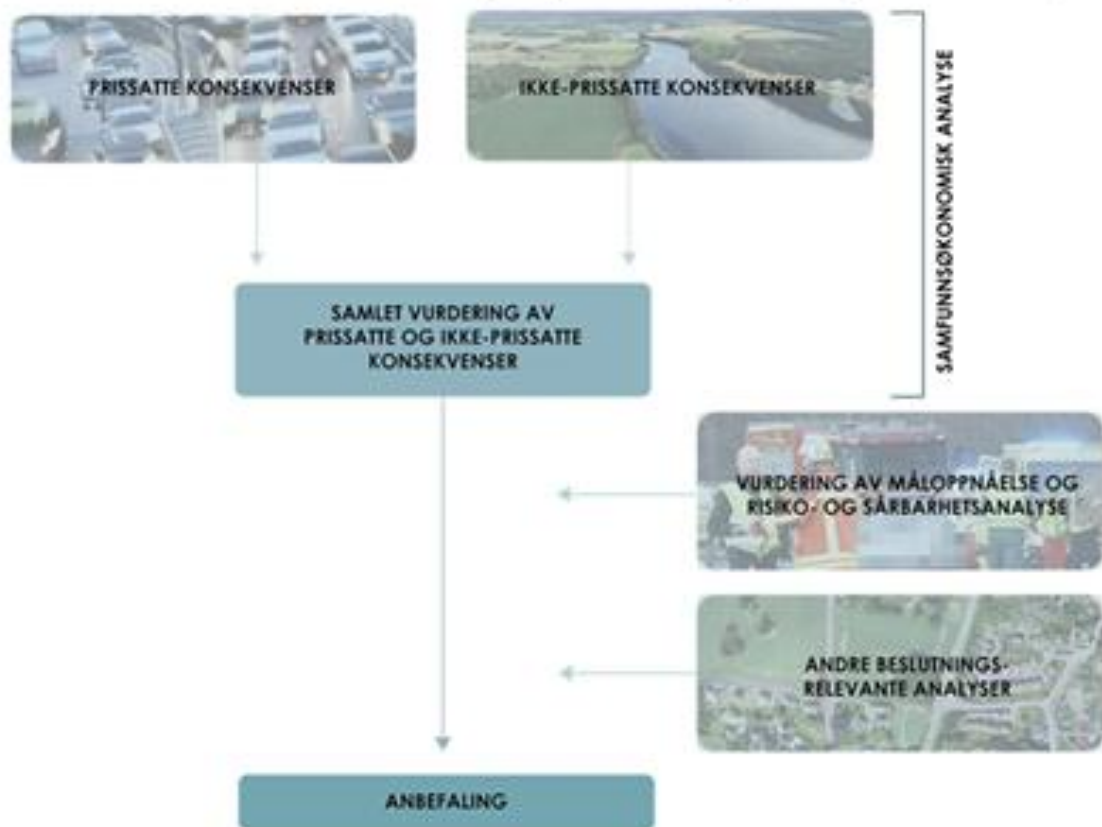 PRISSATTE KONSEKVENSER
IKKE-PRISSATTE KONSEKVENSER
SAMFUNNSØKONOMISK ANALYSE
SAMLET VURDERING AV
PRISSATTE OG IKKE-PRISSATTE
KONSEKVENSER
VURDERING AV MÅLOPPNÅELSE OG
RISIKO- OG SÅRBARHETSANALYSE
ANDRE BESLUTNINGS-
RELEVANTE ANALYSER
ANBEFALING